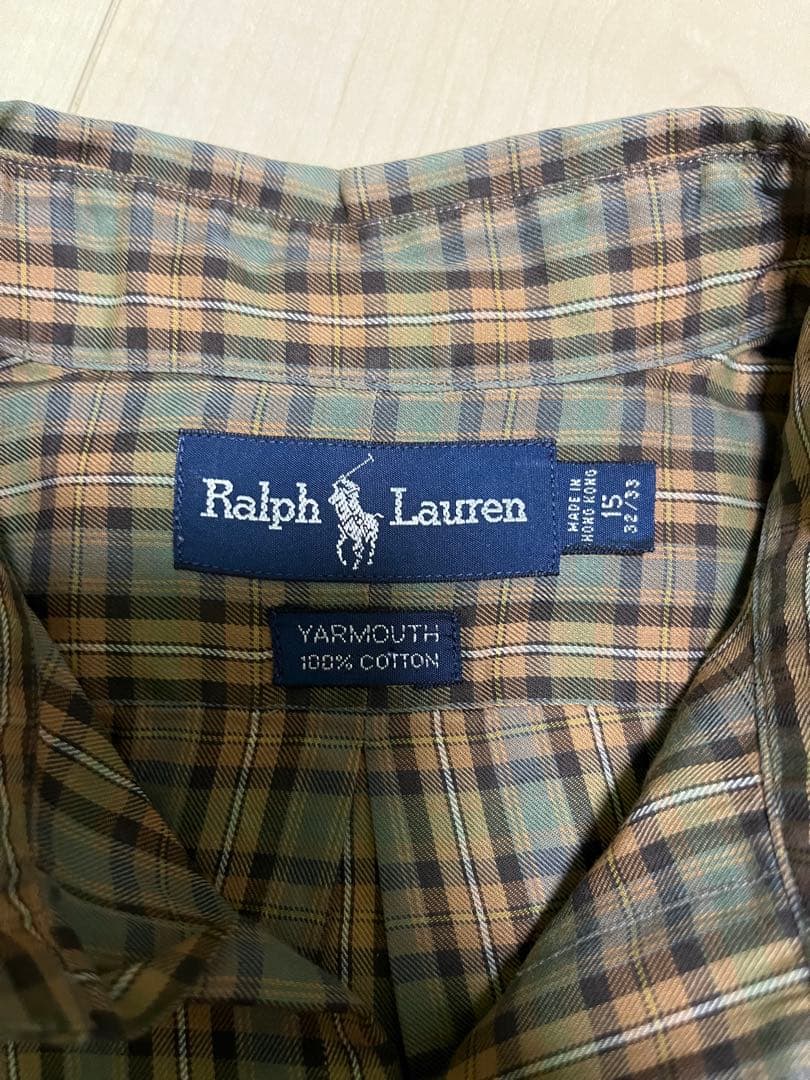 Ralph Lauren
MADE IN
HONG KONG
15
32/33
YARMOUTH
100% COTTON